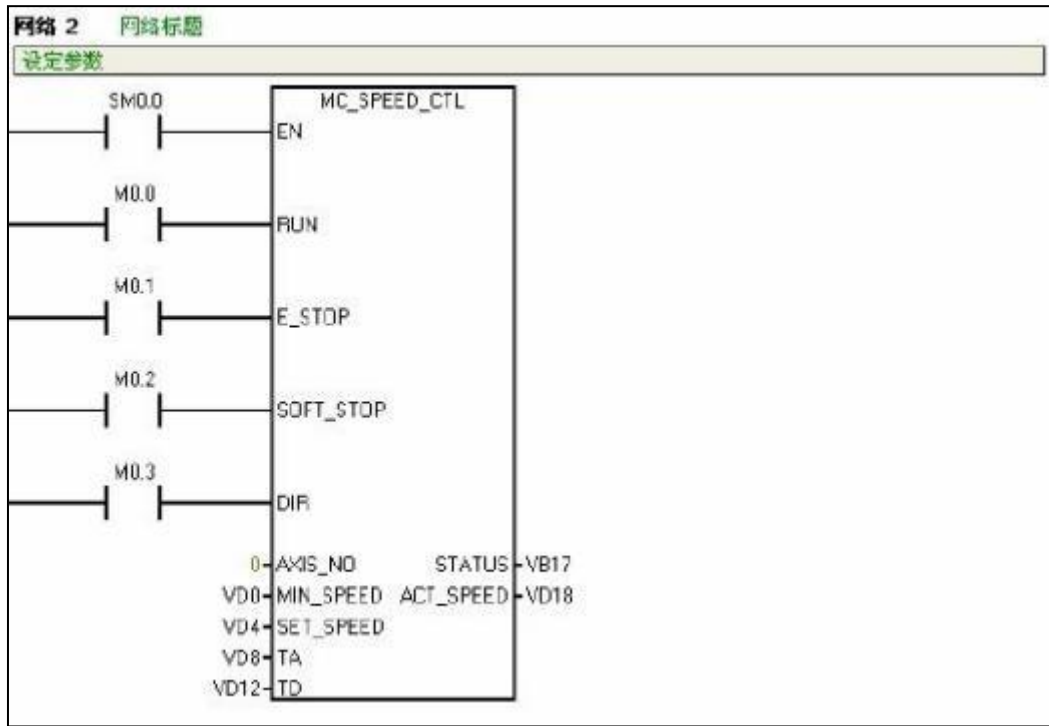 网络 2 网络标题
设定参数
SM0.0 MC_SPEED_CTL
EN
M0.0
RUN
M0.1
E_STOP
M0.2
SOFT_STOP
M0.3
DIR
0 AXIS_NO STATUS VB17
VD0 MIN_SPEED ACT_SPEED VD18
VD4 SET_SPEED
VD8 TA
VD12 TD